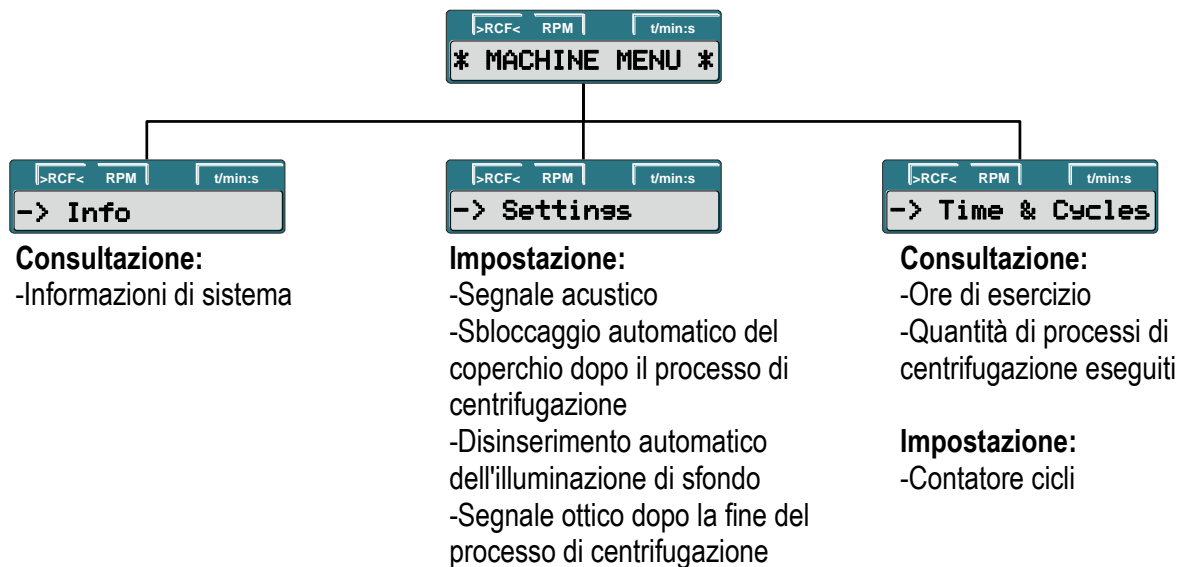 >RCF< RPM t/min:s
* MACHINE MENU *
>RCF< RPM t/min:s
-> Info
Consultazione:
-Informazioni di sistema
>RCF< RPM t/min:s
-> Settings
Impostazione:
-Segnale acustico
-Sbloccaggio automatico del
coperchio dopo il processo di
centrifugazione
-Disinserimento automatico
dell'illuminazione di sfondo
-Segnale ottico dopo la fine del
processo di centrifugazione
>RCF< RPM t/min:s
-> Time & Cycles
Consultazione:
-Ore di esercizio
-Quantità di processi di
centrifugazione eseguiti
Impostazione:
-Contatore cicli